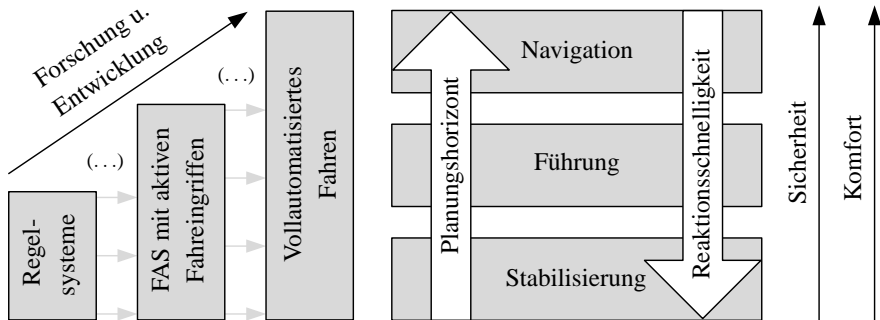 Forschung u.
Entwicklung
(...)
(...)
Regel-
systeme
FAS mit aktiven
Fahreingriffen
Vollautomatisiertes
Fahren
Navigation
Führung
Stabilisierung
Planungshorizont
Reaktionsschnelligkeit
Sicherheit
Komfort